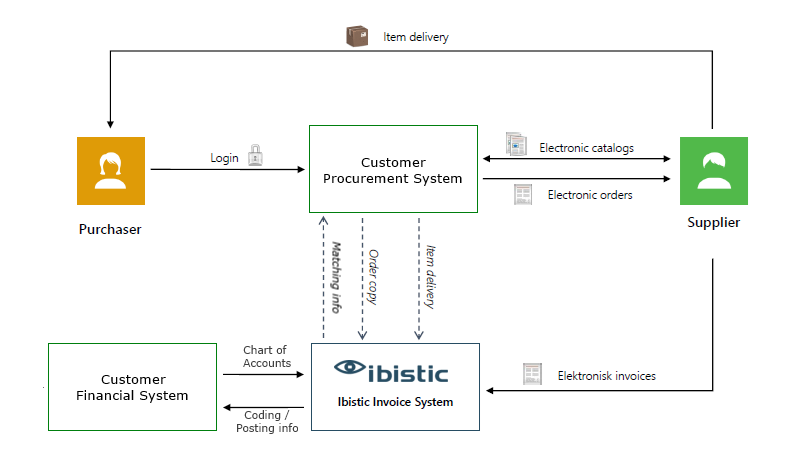 Item delivery
Login
Customer
Procurement System
Electronic catalogs
Electronic orders
Purchaser
Supplier
Matching info
Order copy
Item delivery
Customer
Financial System
Chart of
Accounts
Coding /
Posting info
ibistic
Ibistic Invoice System
Elektronisk invoices